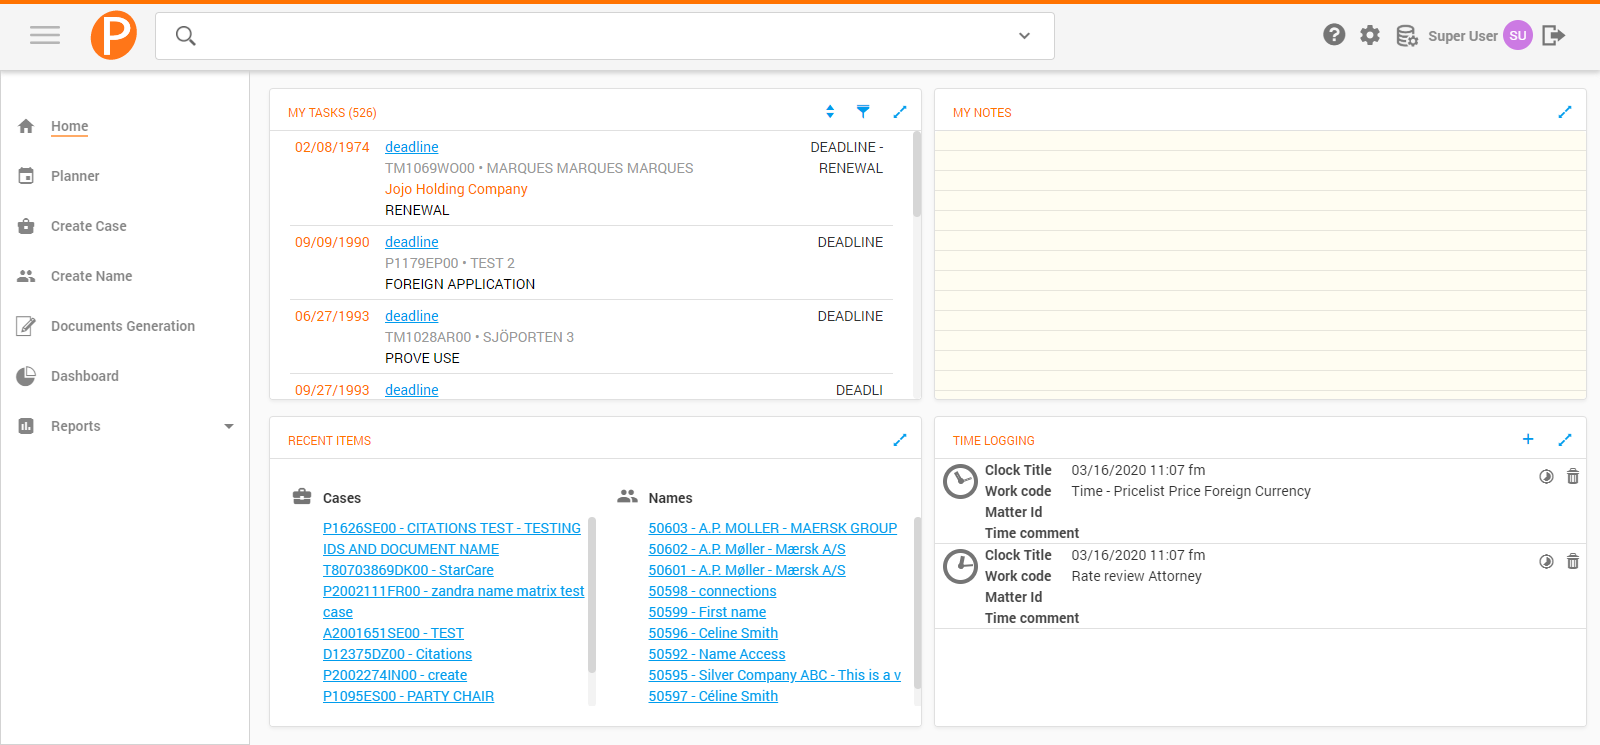 P
? Super User SU
Home
Planner
Create Case
Create Name
Documents Generation
Dashboard
Reports
MY TASKS (526)
02/08/1974 deadline DEADLINE -
TM1069WO00 • MARQUES MARQUES MARQUES RENEWAL
Jojo Holding Company
RENEWAL
09/09/1990 deadline DEADLINE
P1179EP00 • TEST 2
FOREIGN APPLICATION
06/27/1993 deadline DEADLINE
TM1028AR00 • SJÖPORTEN 3
PROVE USE
09/27/1993 deadline DEADLI
MY NOTES
RECENT ITEMS
Cases
P1626SE00 - CITATIONS TEST - TESTING
IDS AND DOCUMENT NAME
T80703869DK00 - StarCare
P2002111FR00 - zandra name matrix test
case
A2001651SE00 - TEST
D12375DZ00 - Citations
P2002274IN00 - create
P1095ES00 - PARTY CHAIR
Names
50603 - A.P. MOLLER - MAERSK GROUP
50602 - A.P. Møller - Mærsk A/S
50601 - A.P. Møller - Mærsk A/S
50598 - connections
50599 - First name
50596 - Celine Smith
50592 - Name Access
50595 - Silver Company ABC - This is a v
50597 - Céline Smith
TIME LOGGING
Clock Title 03/16/2020 11:07 fm
Work code Time - Pricelist Price Foreign Currency
Matter Id
Time comment
Clock Title 03/16/2020 11:07 fm
Work code Rate review Attorney
Matter Id
Time comment